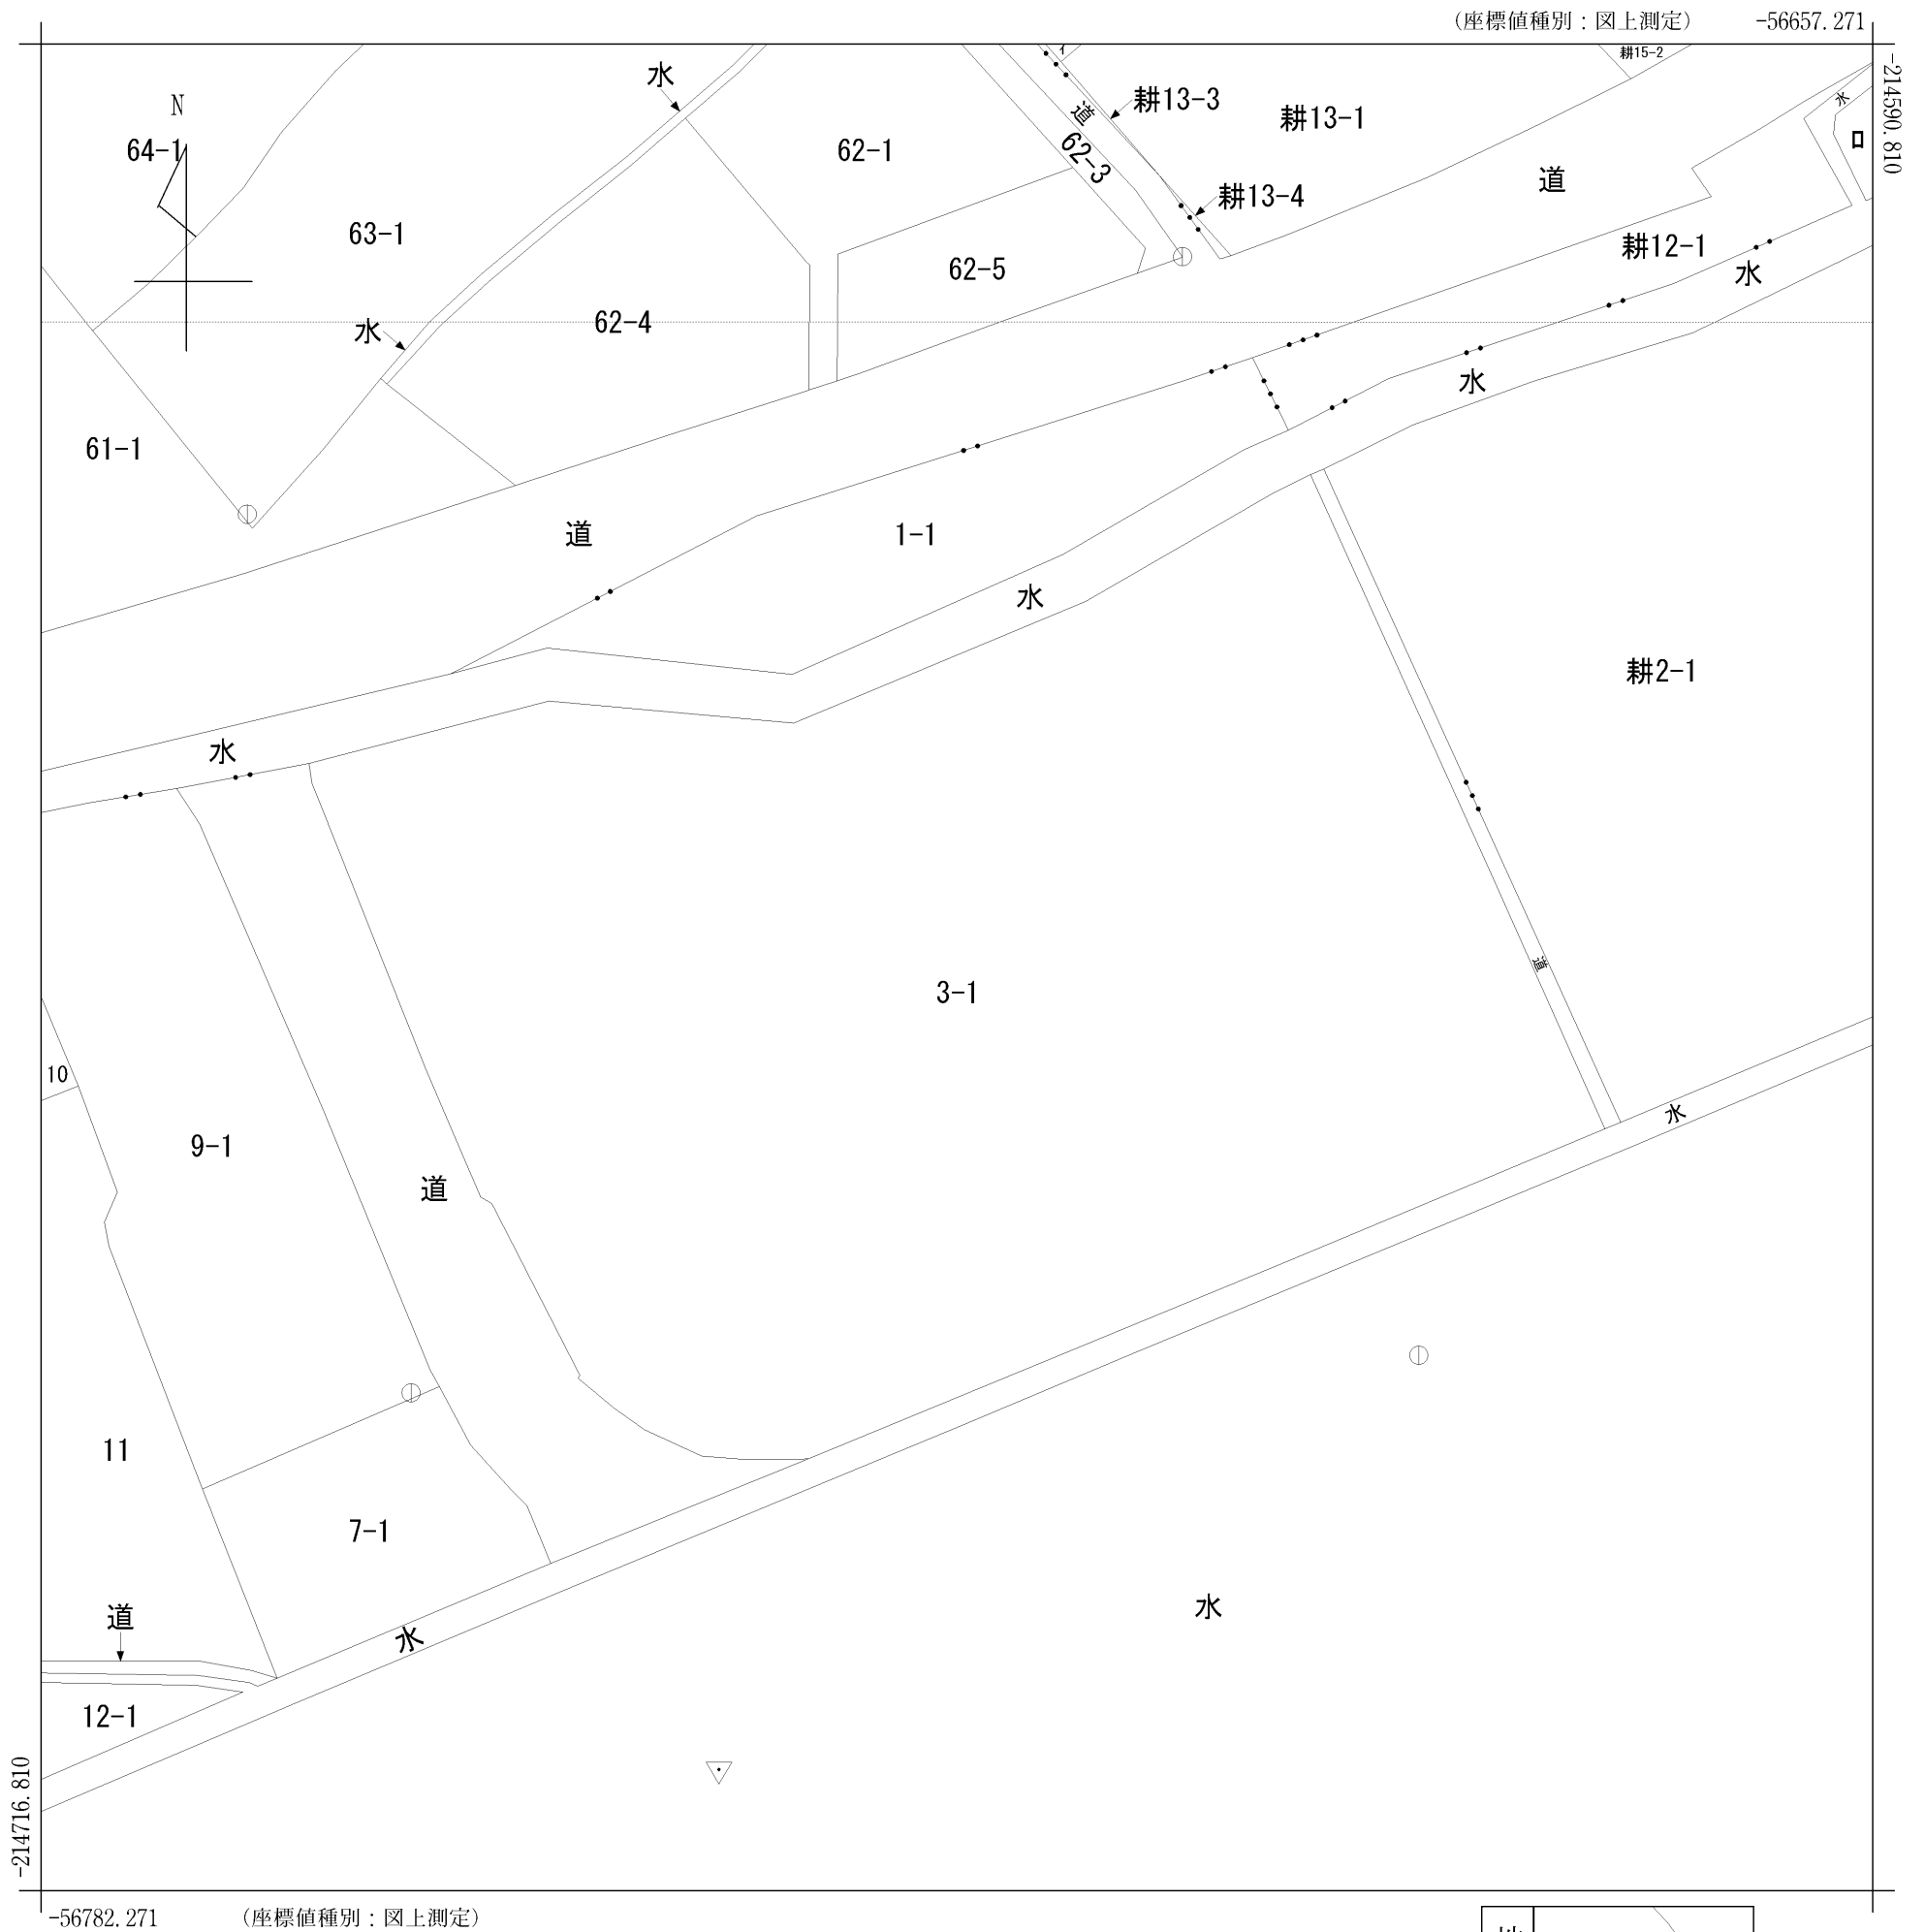 (座標値種別：図上測定) -56657.271
-214590.810
N
イ
耕15-2
水
水
耕13-3
道
耕13-1
ロ
64-1
62-1
62-3
耕13-4
道
63-1
62-5
耕12-1
水
水
62-4
水
61-1
道
1-1
水
耕2-1
水
道
3-1
10
9-1
水
道
11
7-1
道
水
水
12-1
-214716.810
-56782.271 (座標値種別：図上測定)